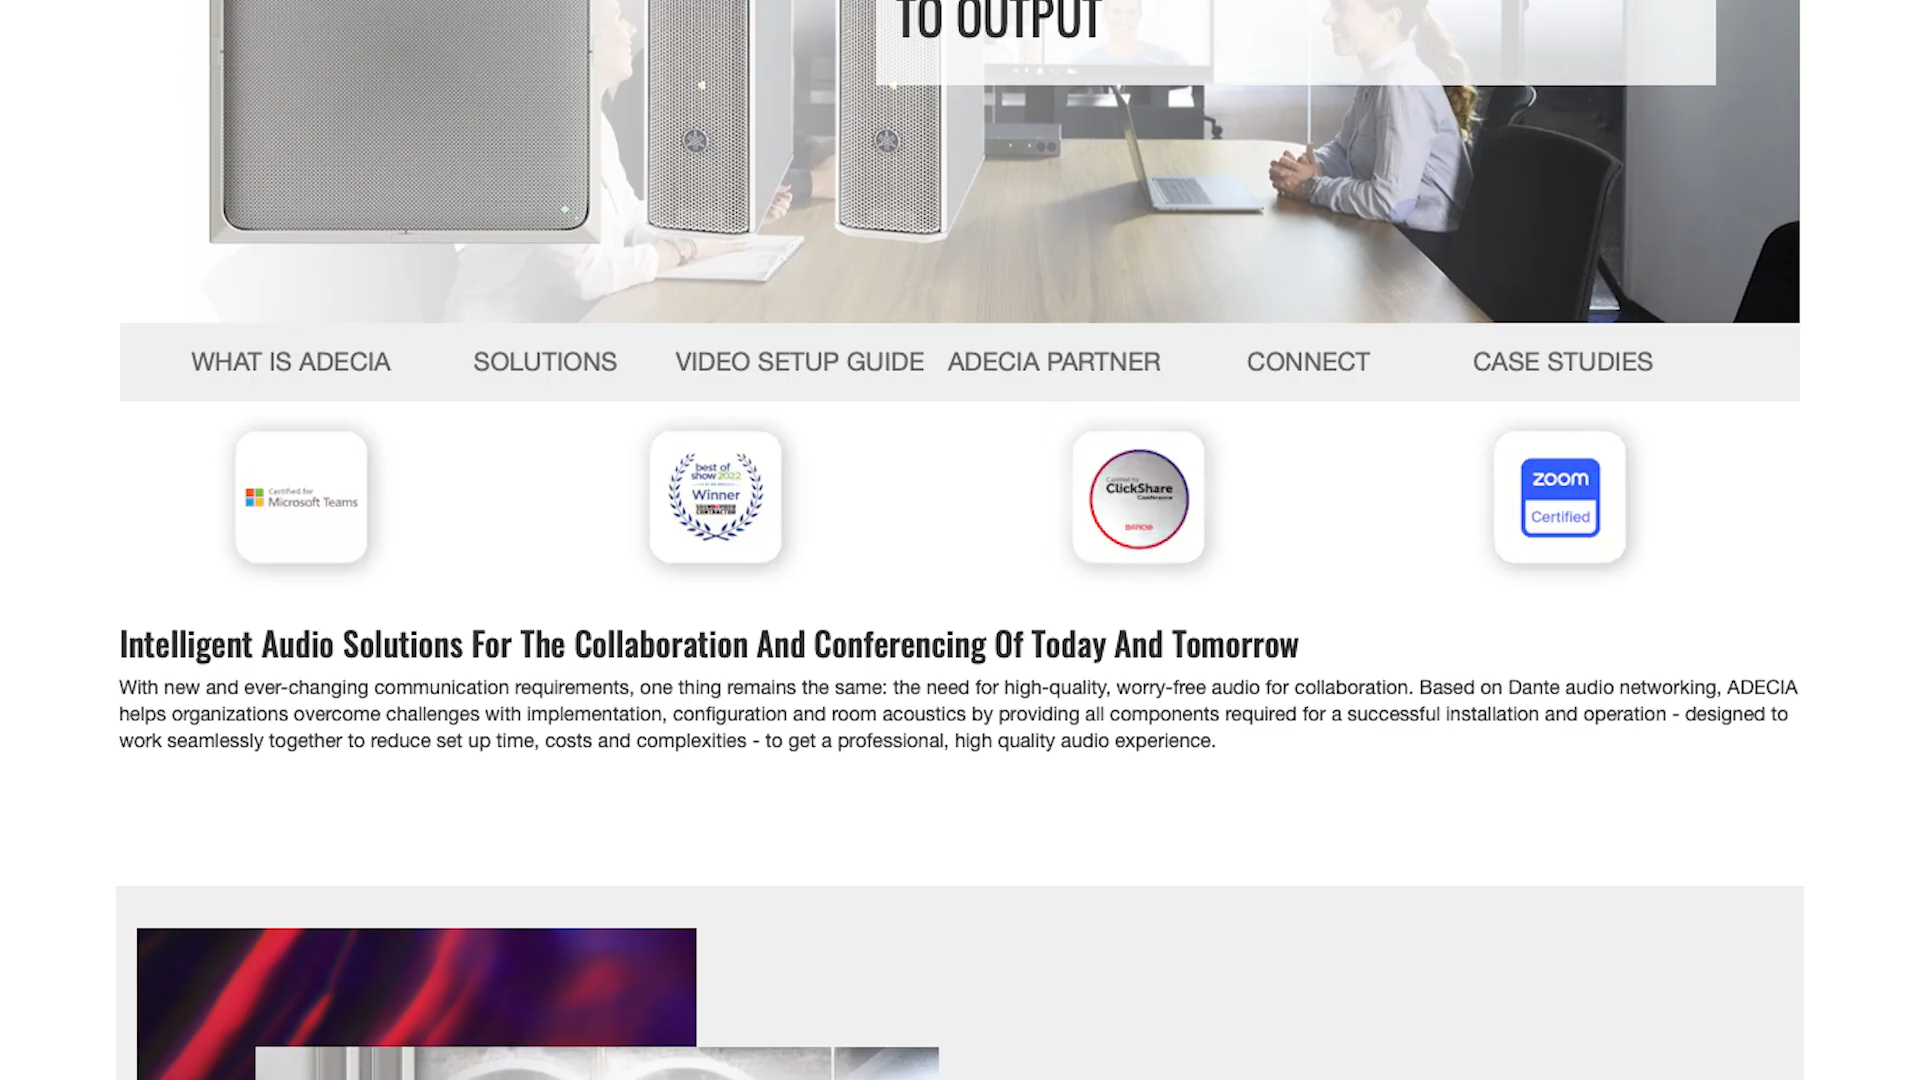 TO OUTPUT
WHAT IS ADECIA SOLUTIONS VIDEO SETUP GUIDE ADECIA PARTNER CONNECT CASE STUDIES
Certified for
Microsoft Teams
best of
show 2022
Winner
SOUND&VIDEO
CONTRACTOR
ClickShare
Conference
BARCO
zoom
Certified
Intelligent Audio Solutions For The Collaboration And Conferencing Of Today And Tomorrow
With new and ever-changing communication requirements, one thing remains the same: the need for high-quality, worry-free audio for collaboration. Based on Dante audio networking, ADECIA
helps organizations overcome challenges with implementation, configuration and room acoustics by providing all components required for a successful installation and operation - designed to
work seamlessly together to reduce set up time, costs and complexities - to get a professional, high quality audio experience.